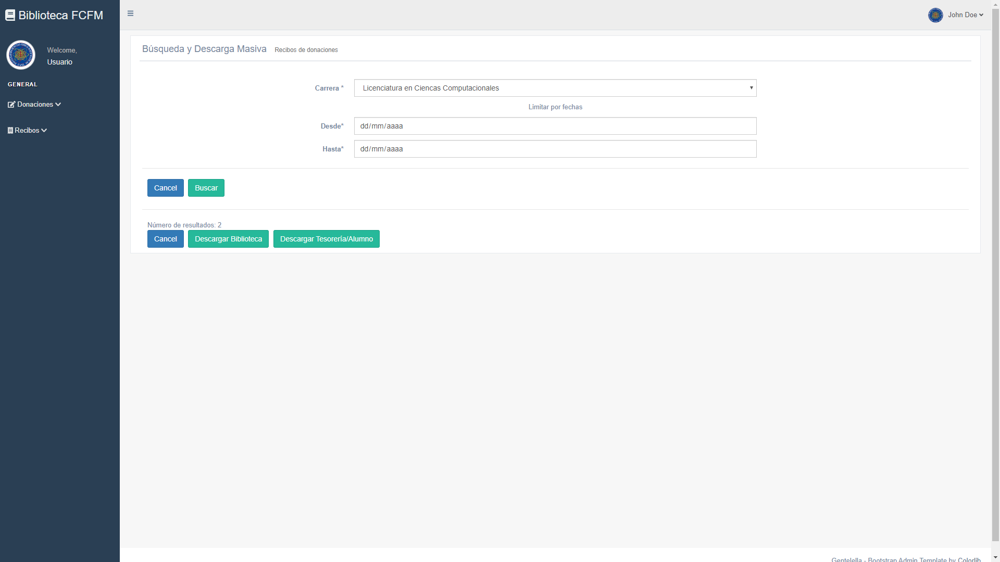 Biblioteca FCFM
John Doe
Welcome,
Usuario
GENERAL
Donaciones
Recibos
Búsqueda y Descarga Masiva Recibos de donaciones
Carrera * Licenciatura en Ciencas Computacionales
Limitar por fechas
Desde* dd/mm/aaaa
Hasta* dd/mm/aaaa
Cancel Buscar
Número de resultados: 2
Cancel Descargar Biblioteca Descargar Tesorería/Alumno
Gentelella - Bootstrap Admin Template by Colorlib